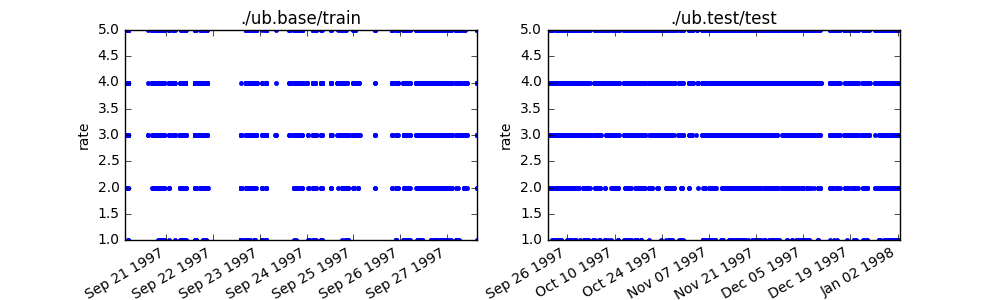 ./ub.base/train
5.0
4.5
4.0
3.5
3.0
2.5
2.0
1.5
1.0
rate
Sep 21 1997
Sep 22 1997
Sep 23 1997
Sep 24 1997
Sep 25 1997
Sep 26 1997
Sep 27 1997
./ub.test/test
5.0
4.5
4.0
3.5
3.0
2.5
2.0
1.5
1.0
rate
Sep 26 1997
Oct 10 1997
Oct 24 1997
Nov 07 1997
Nov 21 1997
Dec 05 1997
Dec 19 1997
Jan 02 1998